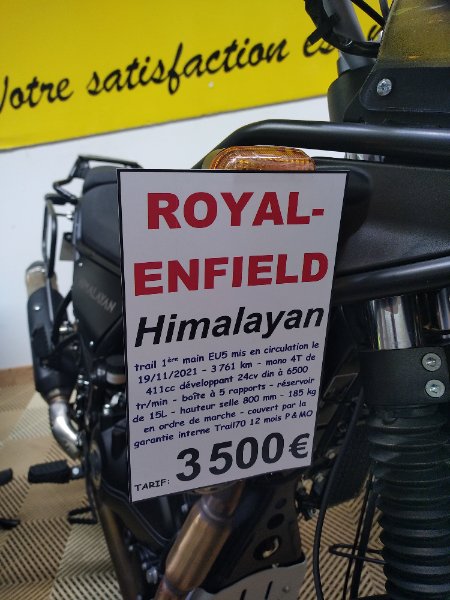 Votre satisfaction es
ROYAL-
ENFIELD
Himalayan
trail 1ère main EU5 mis en circulation le
19/11/2021 - 3 761 km - mono 4T de
411cc développant 24cv din à 6500
tr/min - boîte à 5 rapports - réservoir
de 15L - hauteur selle 800 mm - 185 kg
en ordre de marche - couvert par la
garantie interne Trail70 12 mois P & MO
TARIF: 3 500 €
HIMALAYAN